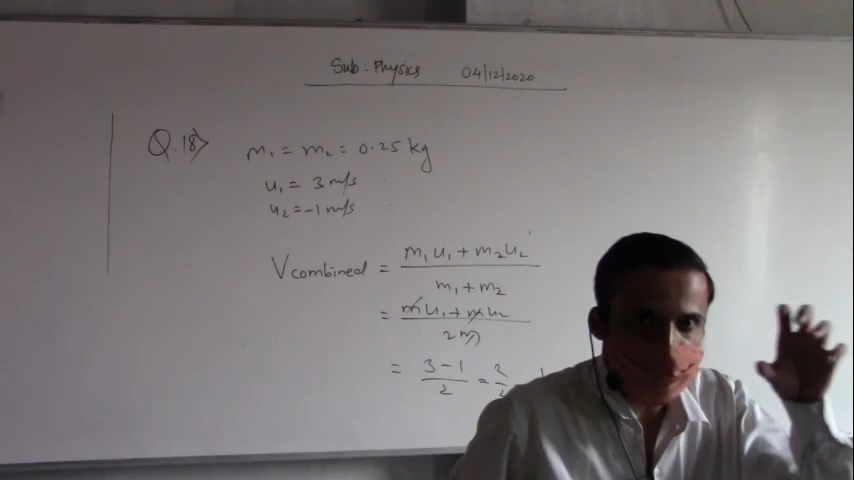 Sub: Physics 04/12/2020
Q.18>
m₁ = m₂ = 0.25 kg
u₁ = 3 m/s
u₂ = -1 m/s
Vcombined = m₁u₁ + m₂u₂ / m₁ + m₂
= mu₁ + mu₂ / 2m
= 3-1 / 2 = 2 / 2